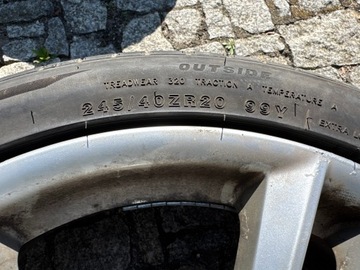 OUTSIDE
TREADWEAR 320 TRACTION A TEMPERATURE A
245/40ZR20 99Y
EXTRA